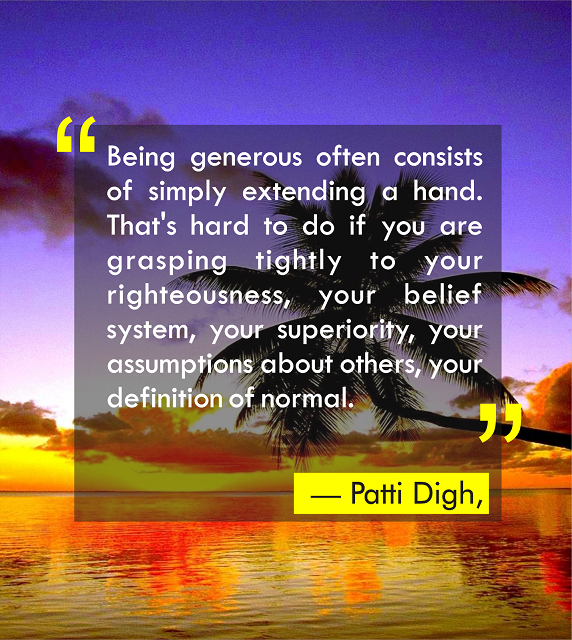 “
Being generous often consists
of simply extending a hand.
That's hard to do if you are
grasping tightly to your
righteousness, your belief
system, your superiority, your
assumptions about others, your
definition of normal.
”
— Patti Digh,